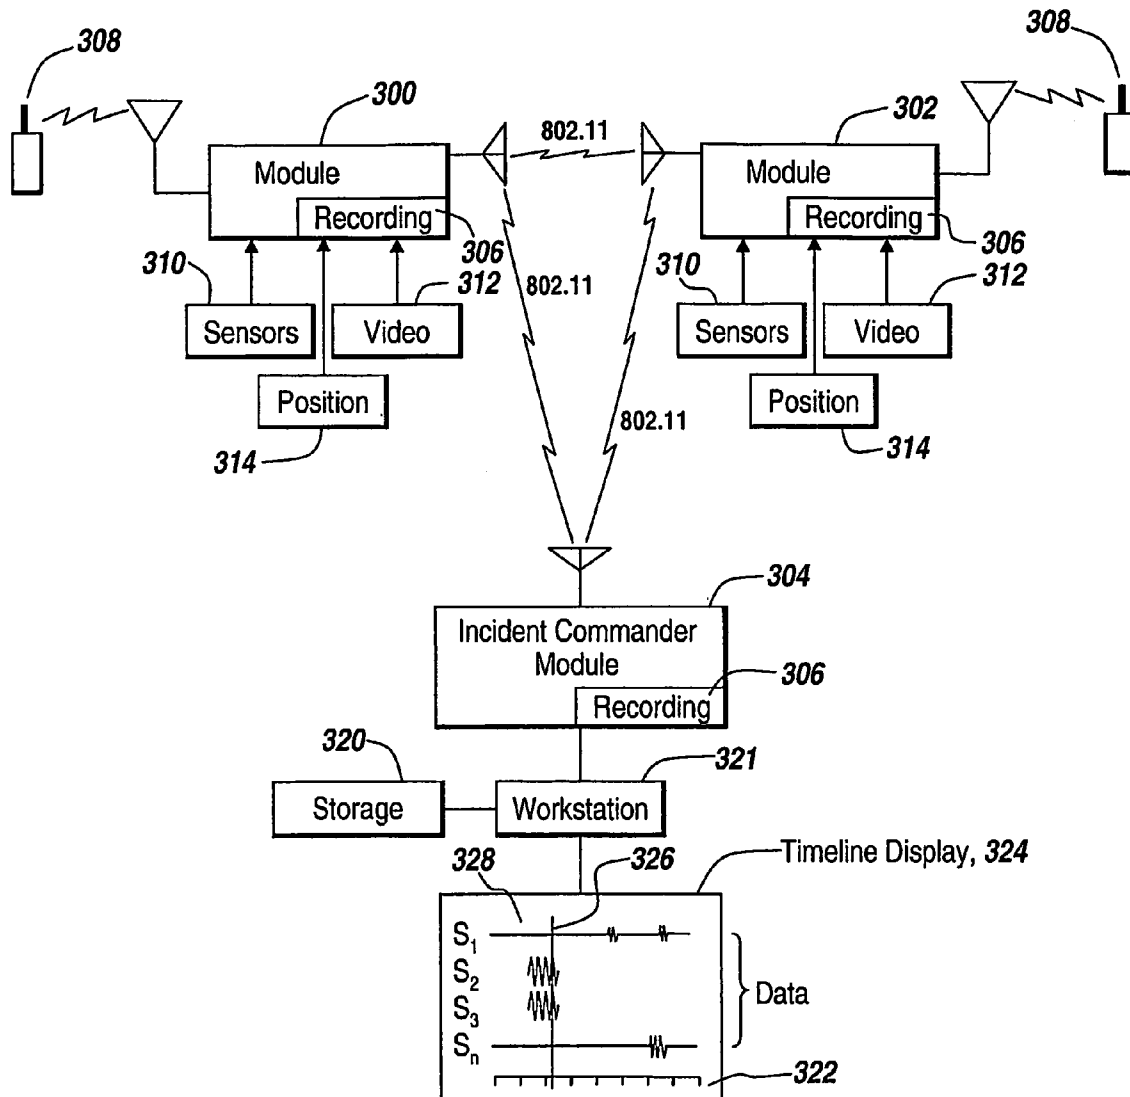 308
308
300
302
802.11
Module
Module
Recording
Recording
306
306
310
312
310
312
802.11
Sensors
Video
Sensors
Video
Position
Position
802.11
314
314
304
Incident Commander
Module
306
Recording
320
321
Storage
Workstation
328
326
Timeline Display, 324
S1
S2
S3
Sn
Data
322